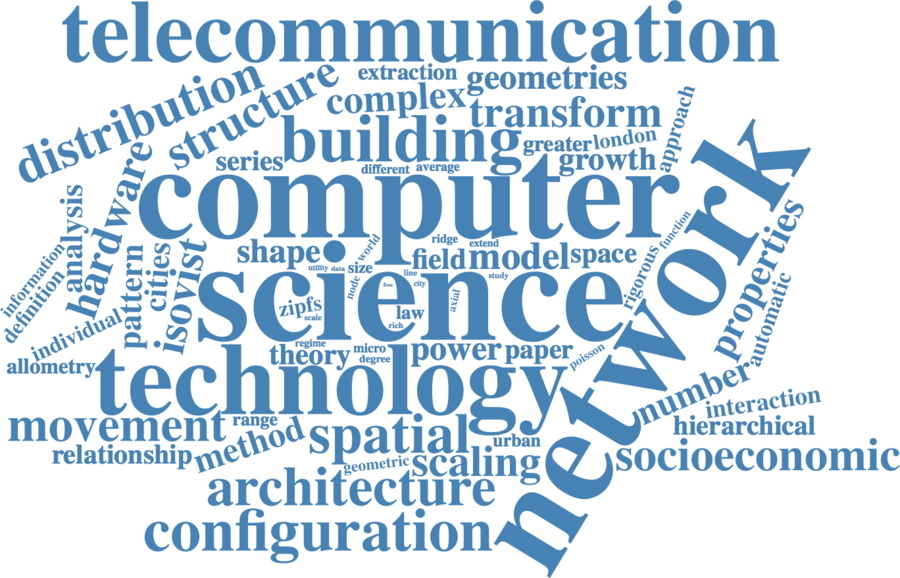 telecommunication
distribution
structure
extraction
geometries
complex
transform
approach
building
greater
london
growth
series
different
average
computer
hardware
analysis
network
properties
function
shape
world
ridge
extend
field
model
space
rigorous
information
definition
pattern
cities
isovist
utility
data
size
node
free
line
city
study
science
axial
zipfs
scale
law
rich
automatic
individual
allometry
regime
theory
micro
degree
power
paper
poisson
technology
number
interaction
hierarchical
movement
range
method
relationship
spatial
urban
geometric
scaling
socioeconomic
architecture
configuration